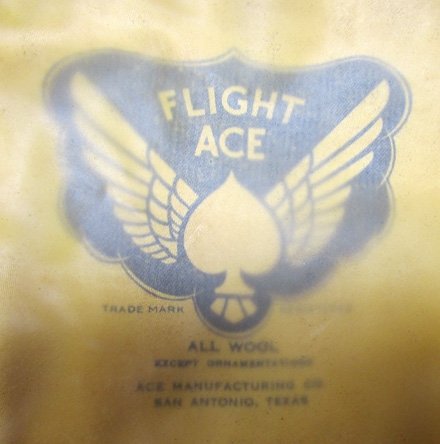 FLIGHT
ACE
TRADE MARK
ALL WOOL
EXCEPT ORNAMENTATION
ACE MANUFACTURING CO
SAN ANTONIO, TEXAS